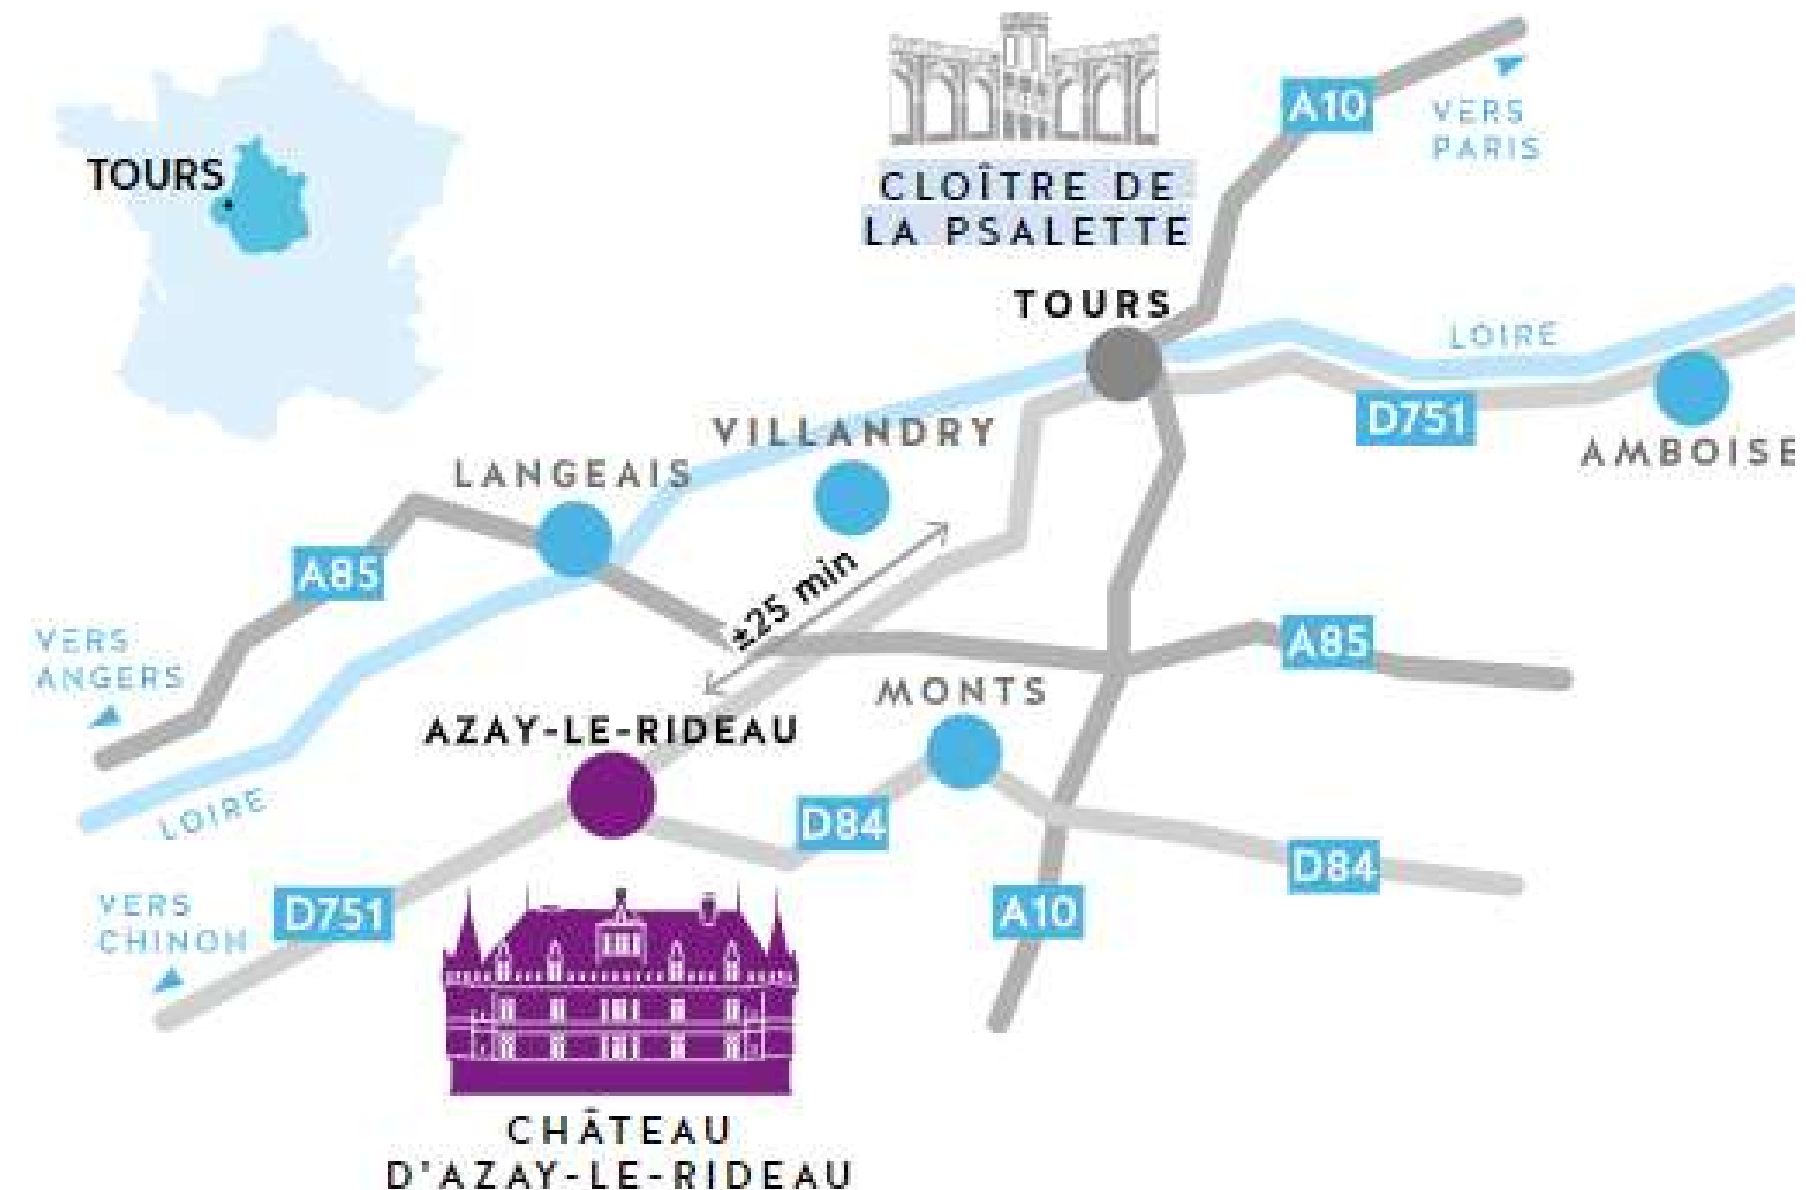 TOURS
A10
VERS
PARIS
CLOÎTRE DE
LA PSALETTE
TOURS
LOIRE
D751
AMBOISE
VILLANDRY
LANGEAIS
A85
±25 min
VERS
ANGERS
A85
MONTS
AZAY-LE-RIDEAU
LOIRE
D84
D84
VERS
CHINON
D751
A10
CHÂTEAU
D'AZAY-LE-RIDEAU